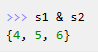 >>> s1 & s2
{4, 5, 6}